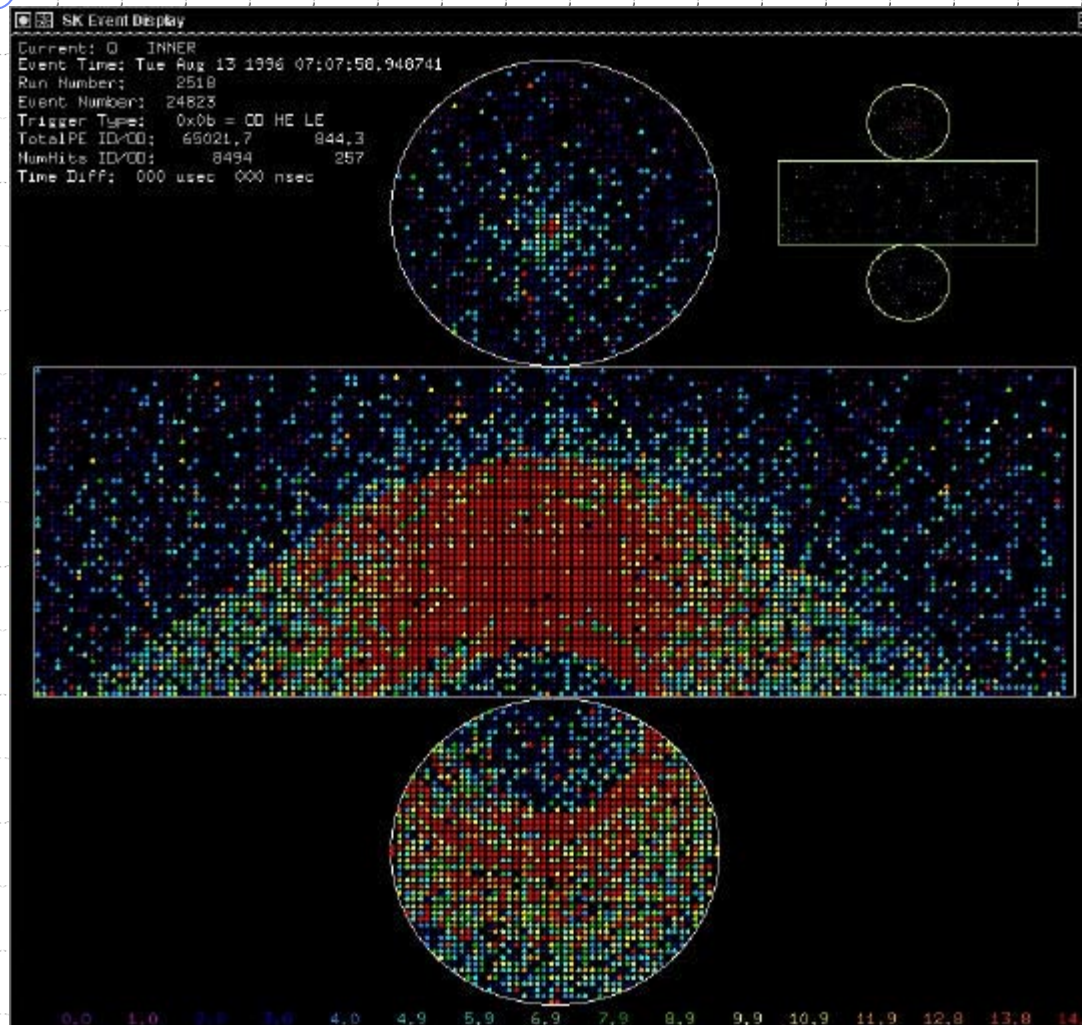 SK Event Display
Current: Q INNER
Event Time: Tue Aug 13 1996 07:07:58.948741
Run Number: 2518
Event Number: 24823
Trigger Type: 0x0b = OD HE LE
TotalPE ID/OD: 65021.7 844.3
NumHits ID/OD: 8494 257
Time Diff: 000 usec 000 nsec
0.0 1.0 4.0 4.9 5.9 6.9 7.9 8.9 9.9 10.9 11.9 12.8 13.8 14